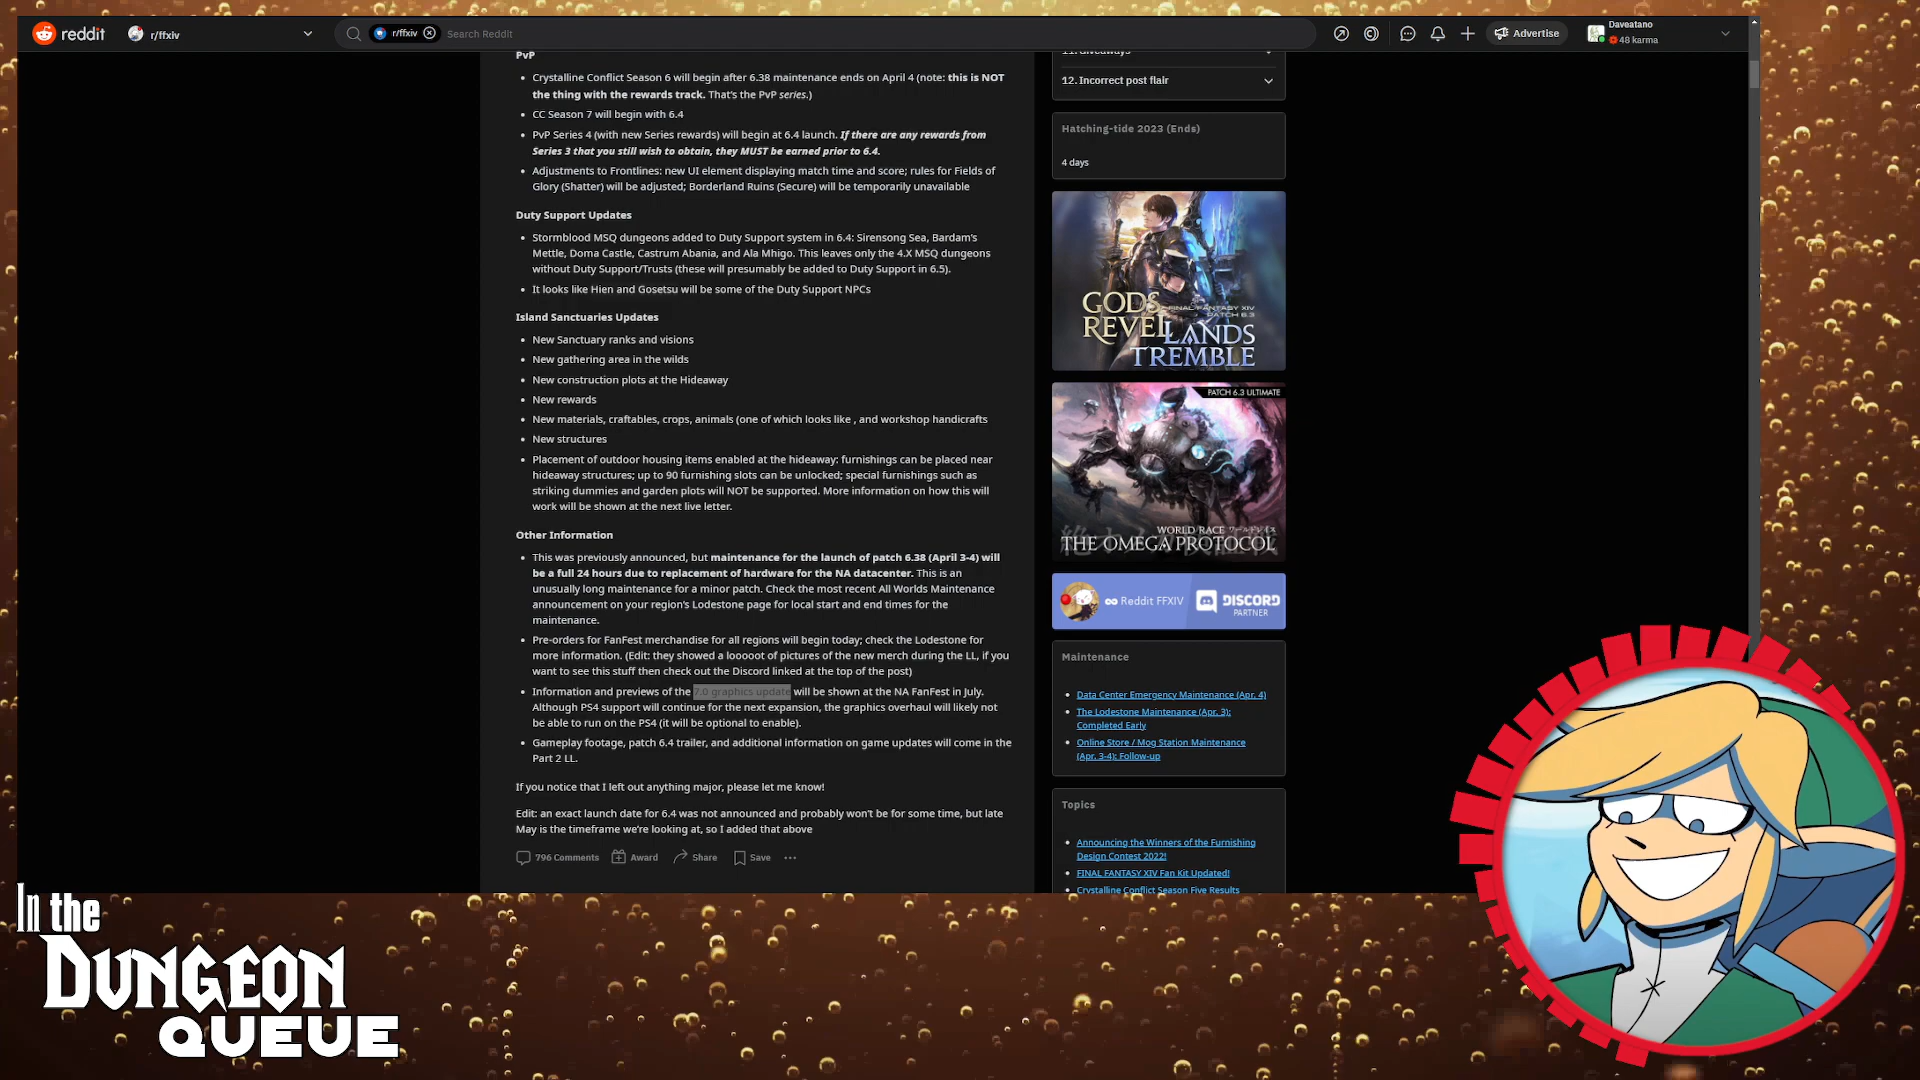 reddit
r/ffxiv
r/ffxiv
Search Reddit
Advertise
Daveatano
48 karma
PvP
Crystalline Conflict Season 6 will begin after 6.38 maintenance ends on April 4 (note: this is NOT
the thing with the rewards track. That's the PvP series.)
CC Season 7 will begin with 6.4
PvP Series 4 (with new Series rewards) will begin at 6.4 launch. If there are any rewards from
Series 3 that you still wish to obtain, they MUST be earned prior to 6.4.
Adjustments to Frontlines: new UI element displaying match time and score; rules for Fields of
Glory (Shatter) will be adjusted; Borderland Ruins (Secure) will be temporarily unavailable
Duty Support Updates
Stormblood MSQ dungeons added to Duty Support system in 6.4: Sirensong Sea, Bardam's
Mettle, Doma Castle, Castrum Abania, and Ala Mhigo. This leaves only the 4.X MSQ dungeons
without Duty Support/Trusts (these will presumably be added to Duty Support in 6.5).
It looks like Hien and Gosetsu will be some of the Duty Support NPCs
Island Sanctuaries Updates
New Sanctuary ranks and visions
New gathering area in the wilds
New construction plots at the Hideaway
New rewards
New materials, craftables, crops, animals (one of which looks like , and workshop handicrafts
New structures
Placement of outdoor housing items enabled at the hideaway; furnishings can be placed near
hideaway structures; up to 90 furnishing slots can be unlocked; special furnishings such as
striking dummies and garden plots will NOT be supported. More information on how this will
work will be shown at the next live letter.
Other Information
This was previously announced, but maintenance for the launch of patch 6.38 (April 3-4) will
be a full 24 hours due to replacement of hardware for the NA datacenter. This is an
unusually long maintenance for a minor patch. Check the most recent All Worlds Maintenance
announcement on your region's Lodestone page for local start and end times for the
maintenance.
Pre-orders for FanFest merchandise for all regions will begin today; check the Lodestone for
more information. (Edit: they showed a looooot of pictures of the new merch during the LL, if you
want to see this stuff then check out the Discord linked at the top of the post)
Information and previews of the 7.0 graphics update will be shown at the NA FanFest in July.
Although PS4 support will continue for the next expansion, the graphics overhaul will likely not
be able to run on the PS4 (it will be optional to enable).
Gameplay footage, patch 6.4 trailer, and additional information on game updates will come in the
Part 2 LL.
If you notice that I left out anything major, please let me know!
Edit: an exact launch date for 6.4 was not announced and probably won't be for some time, but late
May is the timeframe we're looking at, so I added that above
796 Comments
Award
Share
Save
11. Giveaways
12. Incorrect post flair
Hatching-tide 2023 (Ends)
4 days
GODS
REVEL
FINAL FANTASY XIV
PATCH 6.3
LANDS
TREMBLE
PATCH 6.3 ULTIMATE
WORLD RACE ワールドレイス
THE OMEGA PROTOCOL
Reddit FFXIV
DISCORD
PARTNER
Maintenance
Data Center Emergency Maintenance (Apr. 4)
The Lodestone Maintenance (Apr. 3):
Completed Early
Online Store / Mog Station Maintenance
(Apr. 3-4): Follow-up
Topics
Announcing the Winners of the Furnishing
Design Contest 2022!
FINAL FANTASY XIV Fan Kit Updated!
Crystalline Conflict Season Five Results
In the
DUNGEON
QUEUE